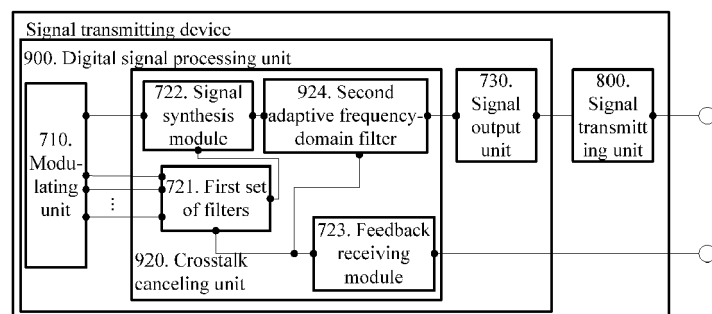 Signal transmitting device
900. Digital signal processing unit
710.
Modu-
lating
unit
722. Signal
synthesis
module
924. Second
adaptive frequency-
domain filter
730.
Signal
output
unit
800.
Signal
transmitt
ing unit
721. First set
of filters
723. Feedback
receiving
module
920. Crosstalk
canceling unit